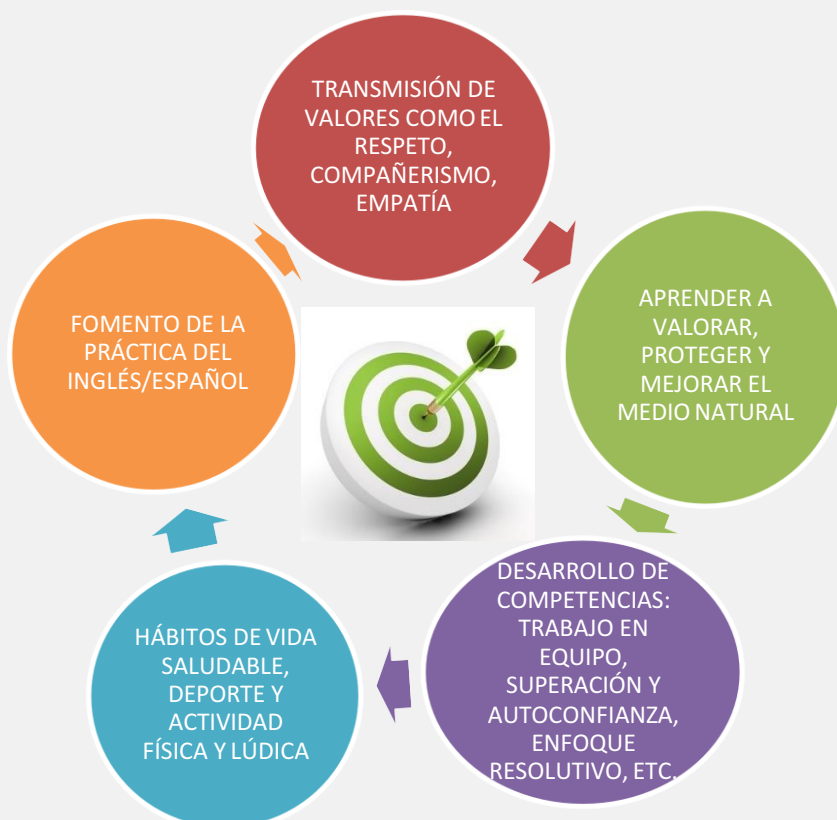 TRANSMISIÓN DE
VALORES COMO EL
RESPETO,
COMPAÑERISMO,
EMPATÍA
APRENDER A
VALORAR,
PROTEGER Y
MEJORAR EL
MEDIO NATURAL
DESARROLLO DE
COMPETENCIAS:
TRABAJO EN
EQUIPO,
SUPERACIÓN Y
AUTOCONFIANZA,
ENFOQUE
RESOLUTIVO, ETC.
HÁBITOS DE VIDA
SALUDABLE,
DEPORTE Y
ACTIVIDAD
FÍSICA Y LÚDICA
FOMENTO DE LA
PRÁCTICA DEL
INGLÉS/ESPAÑOL